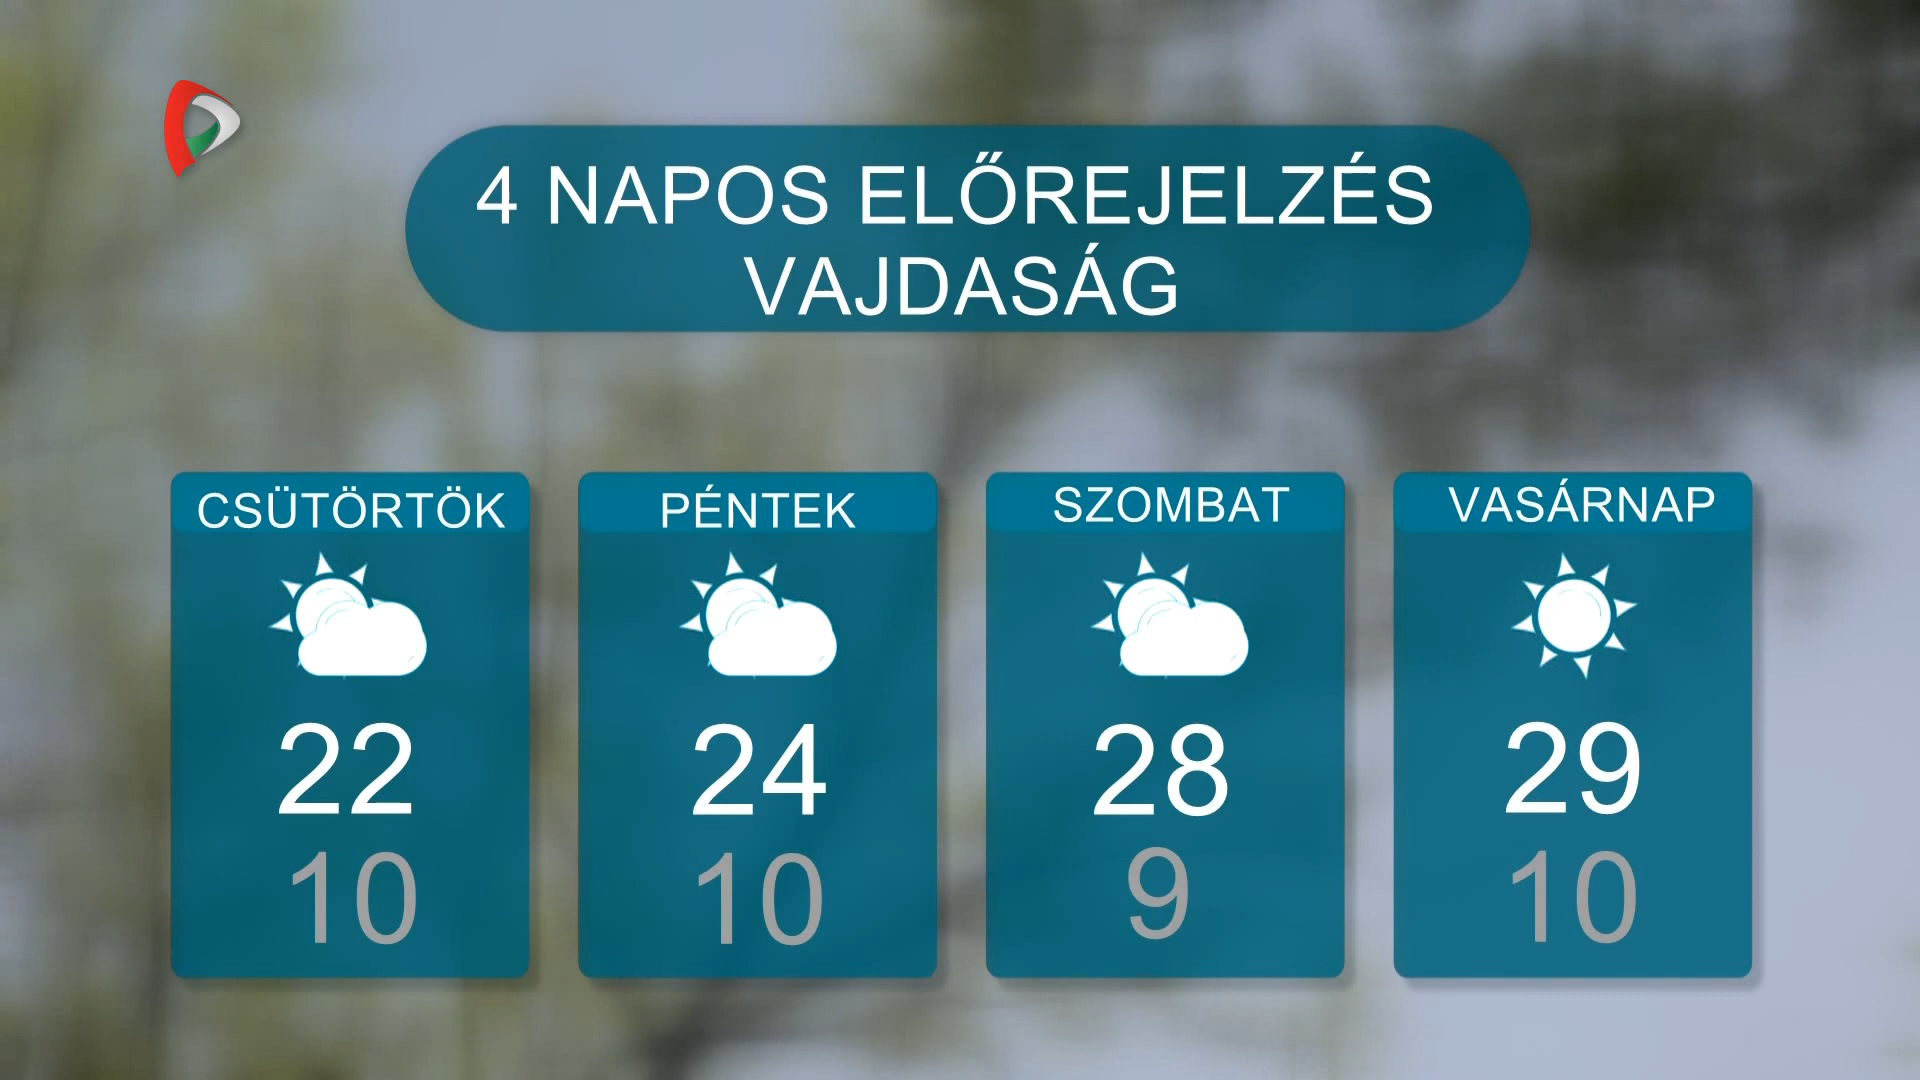 4 NAPOS ELŐREJELZÉS
VAJDASÁG
CSÜTÖRTÖK
22
10
PÉNTEK
24
10
SZOMBAT
28
9
VASÁRNAP
29
10